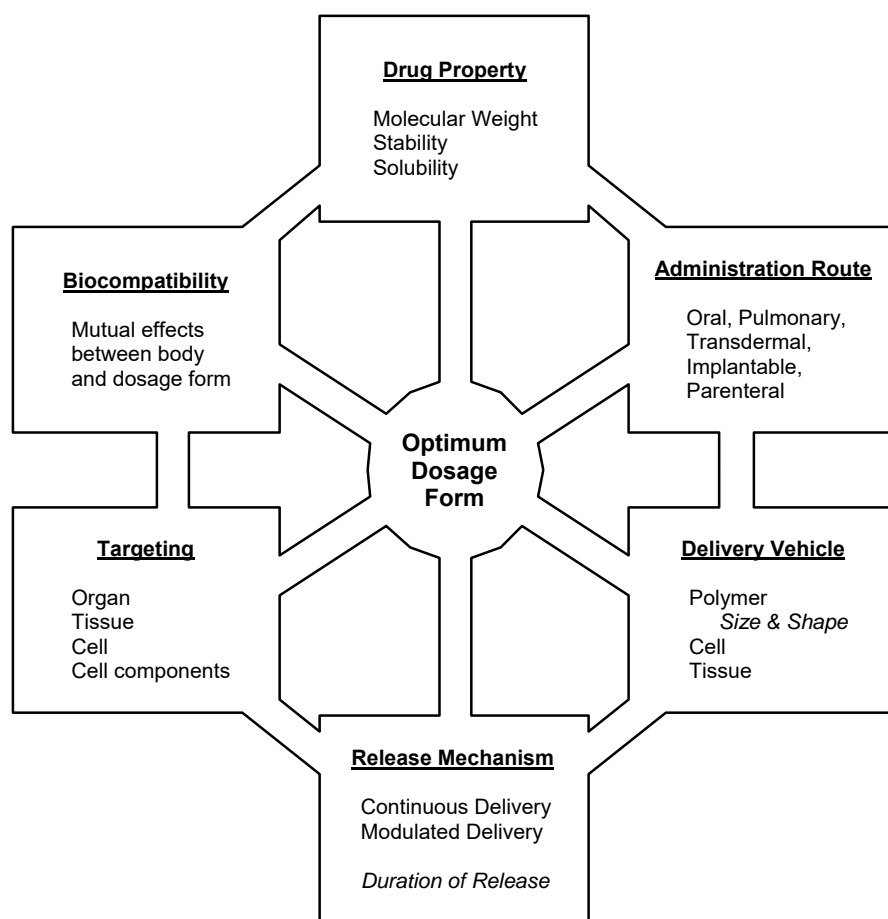 Drug Property
Molecular Weight
Stability
Solubility
Biocompatibility
Mutual effects
between body
and dosage form
Administration Route
Oral, Pulmonary,
Transdermal,
Implantable,
Parenteral
Optimum
Dosage
Form
Targeting
Organ
Tissue
Cell
Cell components
Delivery Vehicle
Polymer
Size & Shape
Cell
Tissue
Release Mechanism
Continuous Delivery
Modulated Delivery
Duration of Release